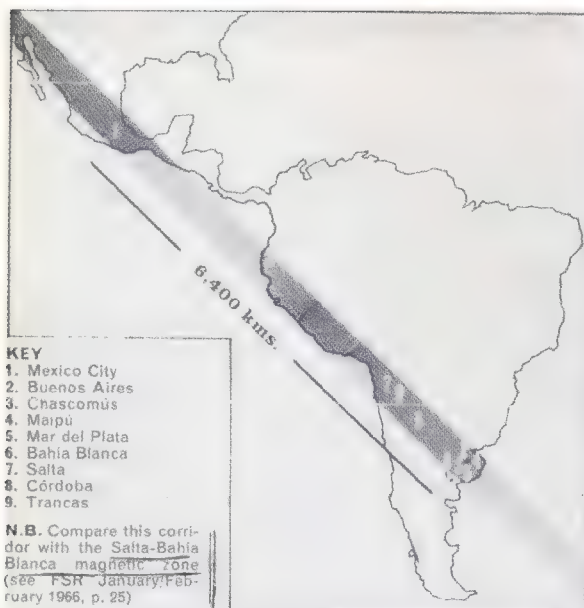 6,400 kms.
KEY
1. Mexico City
2. Buenos Aires
3. Chascomús
4. Maipú
5. Mar del Plata
6. Bahía Blanca
7. Salta
8. Córdoba
9. Trancas
N.B. Compare this corri-
dor with the Salta-Bahía
Blanca magnetic zone
(see FSR January/Feb-
ruary 1966, p. 25)